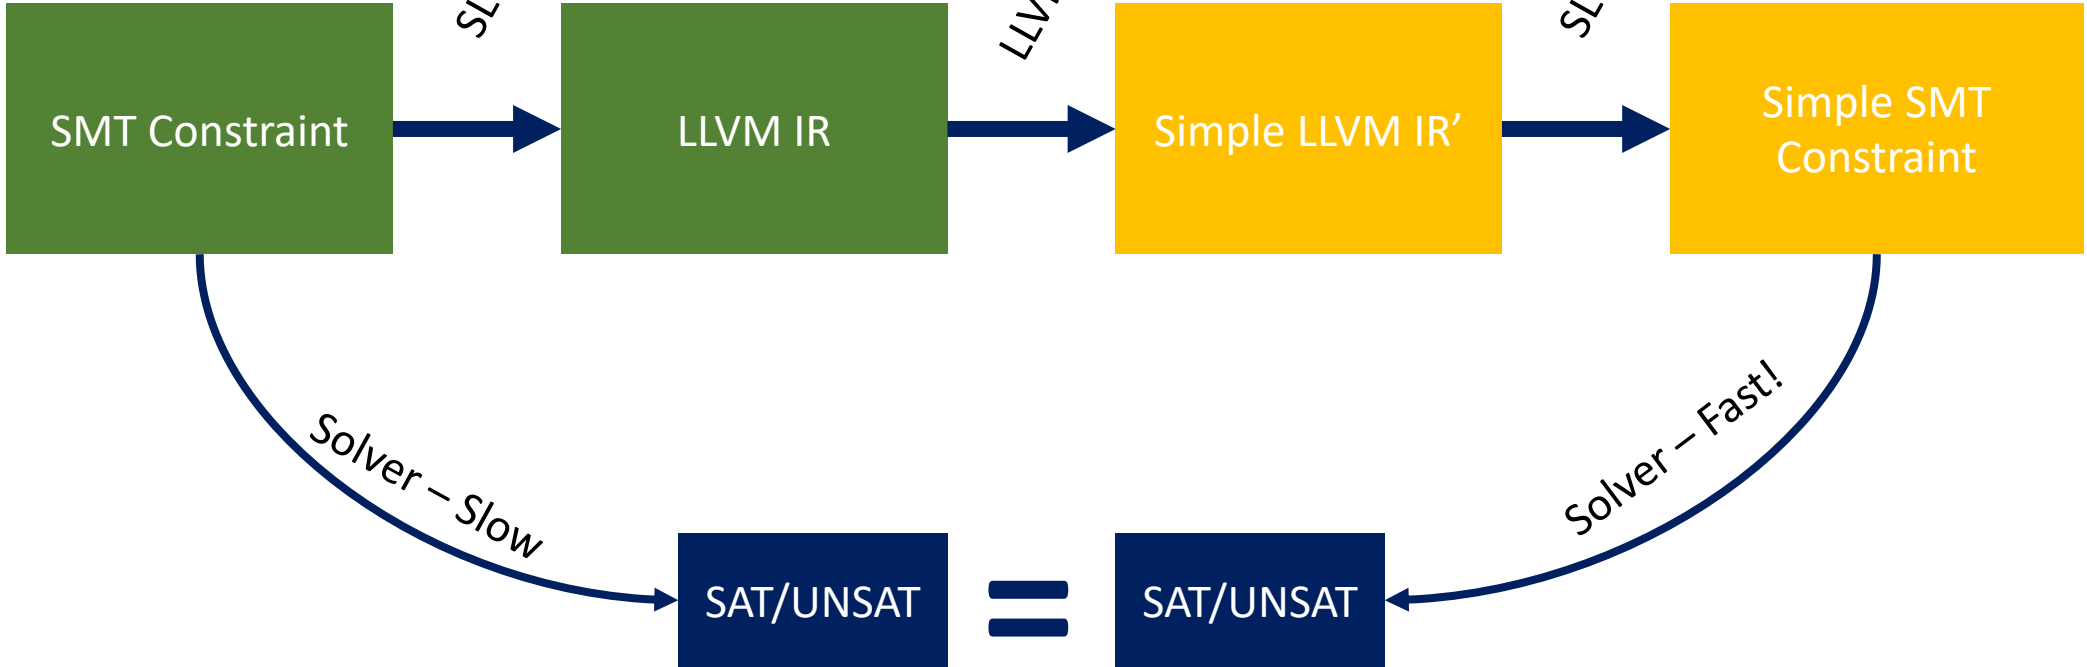 SMT Constraint
LLVM IR
Simple LLVM IR’
Simple SMT
Constraint
Solver – Slow
Solver – Fast!
SAT/UNSAT
=
SAT/UNSAT